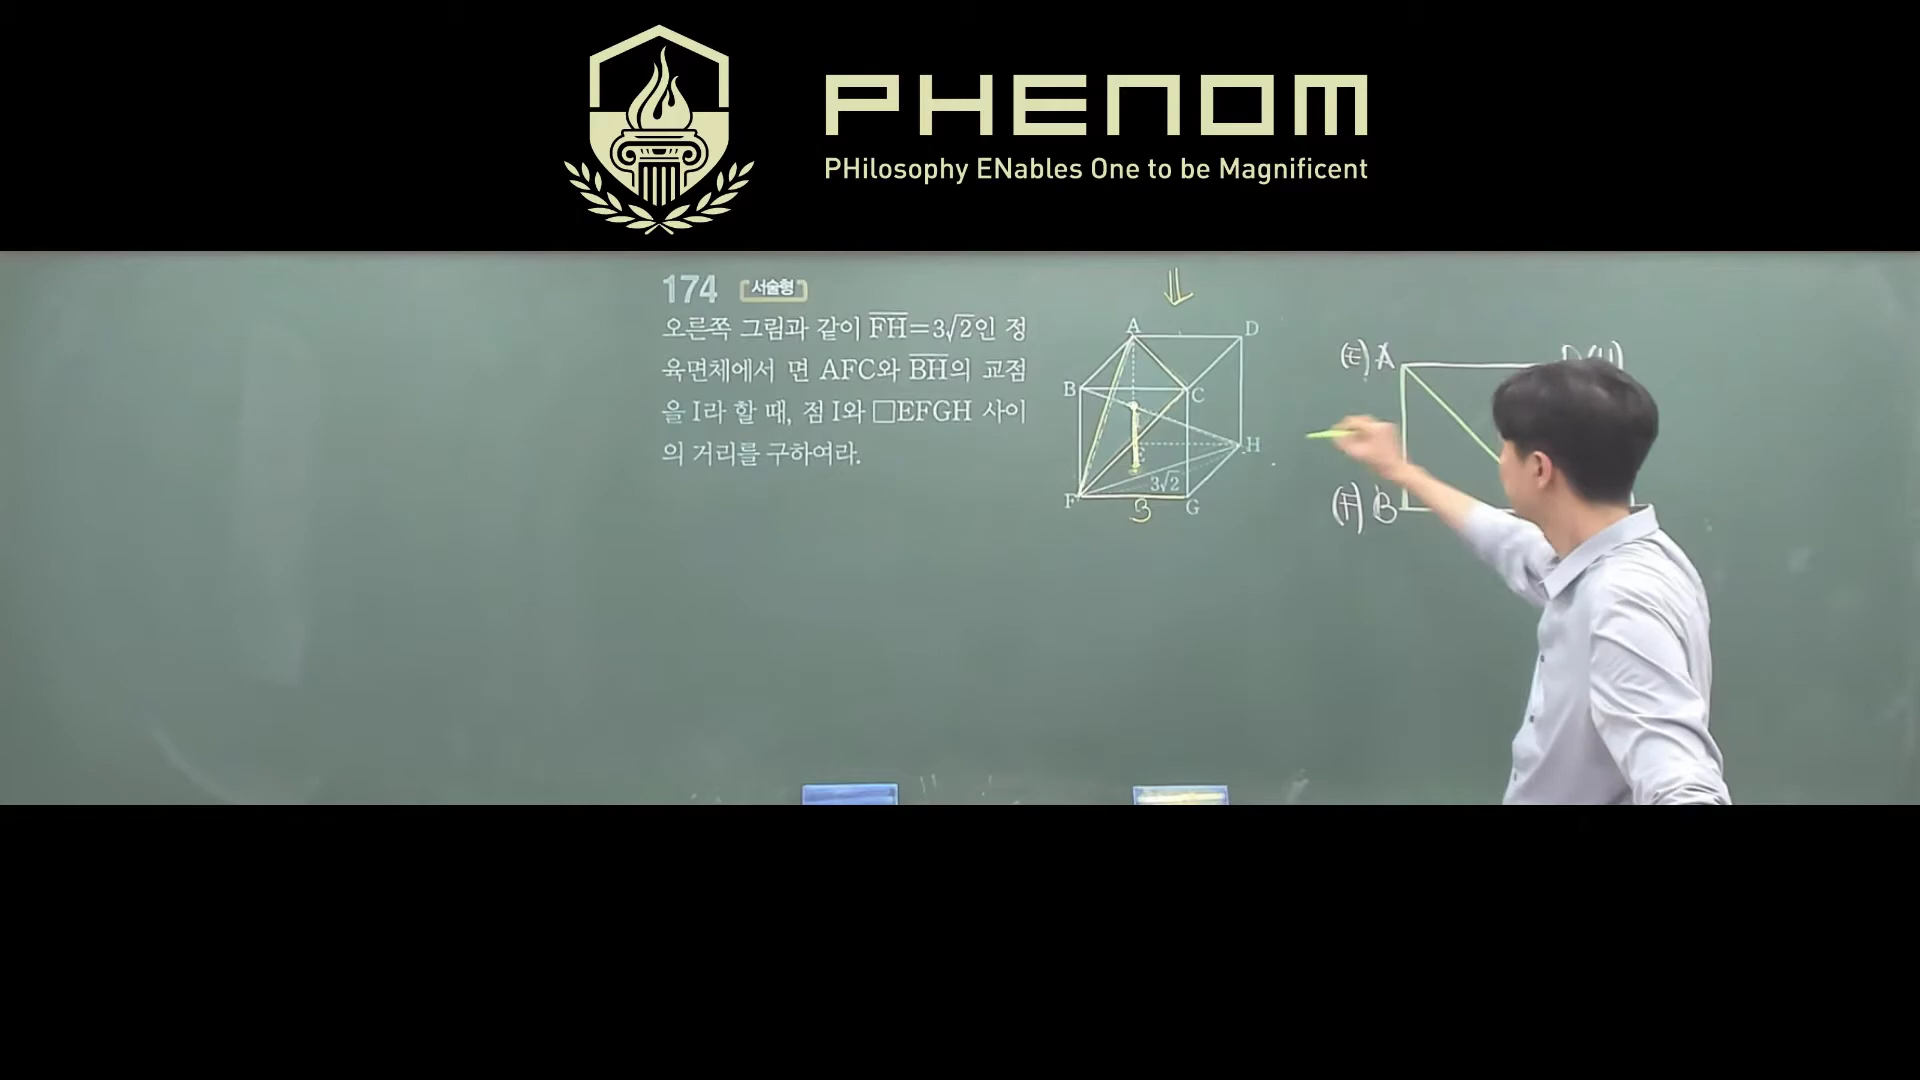 PHENOM
PHilosophy ENables One to be Magnificent
174 서술형
오른쪽 그림과 같이 FH=3√2인 정
육면체에서 면 AFC와 BH의 교점
을 I라 할 때, 점 I와 □EFGH 사이
의 거리를 구하여라.
A
D
B
C
E
H
3√2
F
G
3
(E) A
(F) B